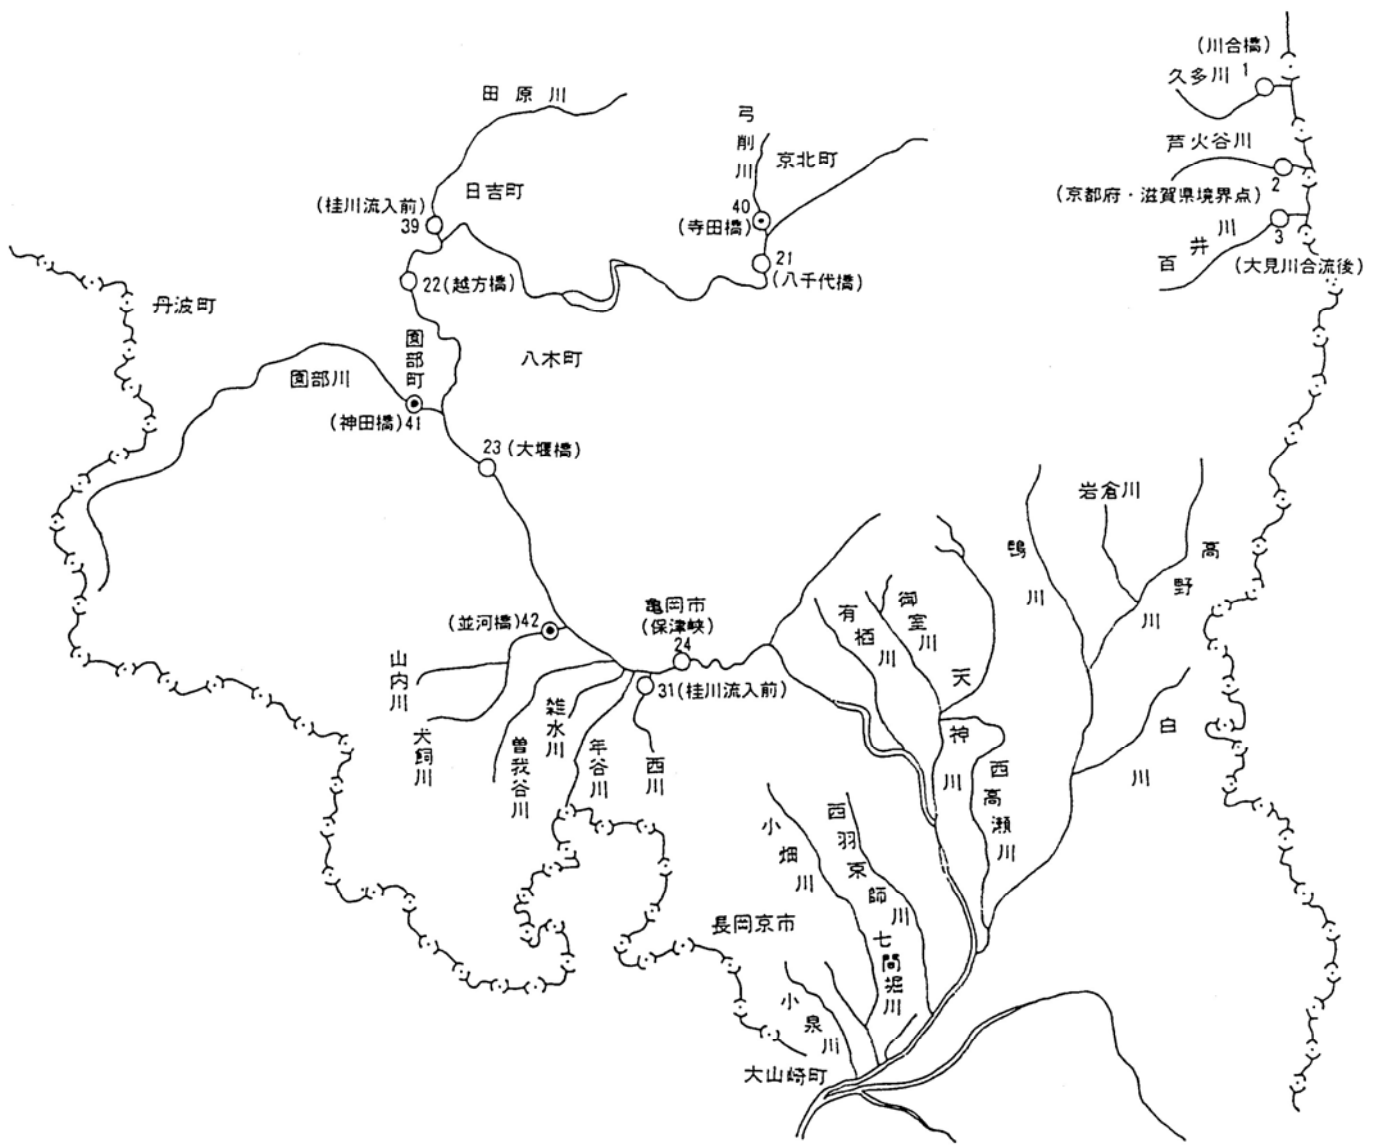 (川合橋)
久多川 1
田原川
弓削川
京北町
芦火谷川
2
(京都府・滋賀県境界点)
日吉町
(桂川流入前)
39
40
(寺田橋)
百井川
3
(大見川合流後)
21
(八千代橋)
22(越方橋)
丹波町
園部町
八木町
園部川
(神田橋)41
23(大堰橋)
岩倉川
鴨川
高野川
亀岡市
(保津峡)
24
(並河橋)42
有栖川
御室川
山内川
31(桂川流入前)
天神川
犬飼川
曽我谷川
雑水川
年谷川
西川
白川
西高瀬川
小畑川
西羽束師川
長岡京市
七間堀川
小泉川
大山崎町